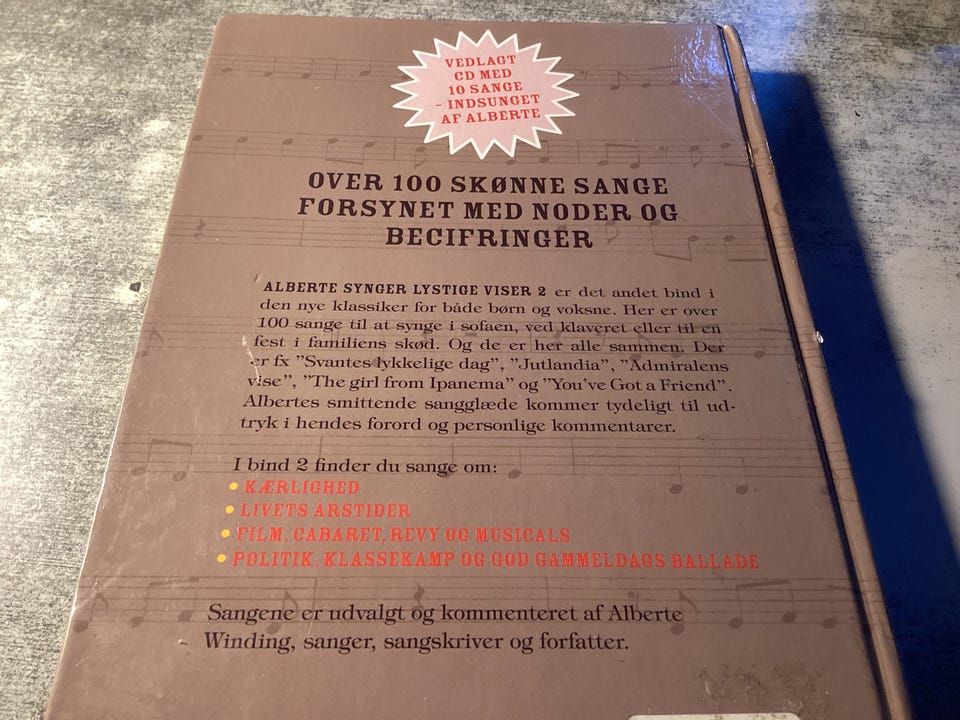 VEDLAGT
CD MED
10 SANGE
- INDSUNGET
AF ALBERTE
OVER 100 SKØNNE SANGE
FORSYNET MED NODER OG
BECIFRINGER
ALBERTE SYNGER LYSTIGE VISER 2 er det andet bind i
den nye klassiker for både børn og voksne. Her er over
100 sange til at synge i sofaen, ved klaveret eller til en
fest i familiens skød. Og de er her alle sammen. Der
er fx "Svantes lykkelige dag", "Jutlandia", "Admiralens
vise", "The girl from Ipanema" og "You've Got a Friend".
Albertes smittende sangglæde kommer tydeligt til ud-
tryk i hendes forord og personlige kommentarer.
I bind 2 finder du sange om:
• KÆRLIGHED
• LIVETS ARSTIDER
• FILM, CABARET, REVY OG MUSICALS
• POLITIK, KLASSEKAMP OG GOD GAMMELDAGS BALLADE
Sangene er udvalgt og kommenteret af Alberte
Winding, sanger, sangskriver og forfatter.